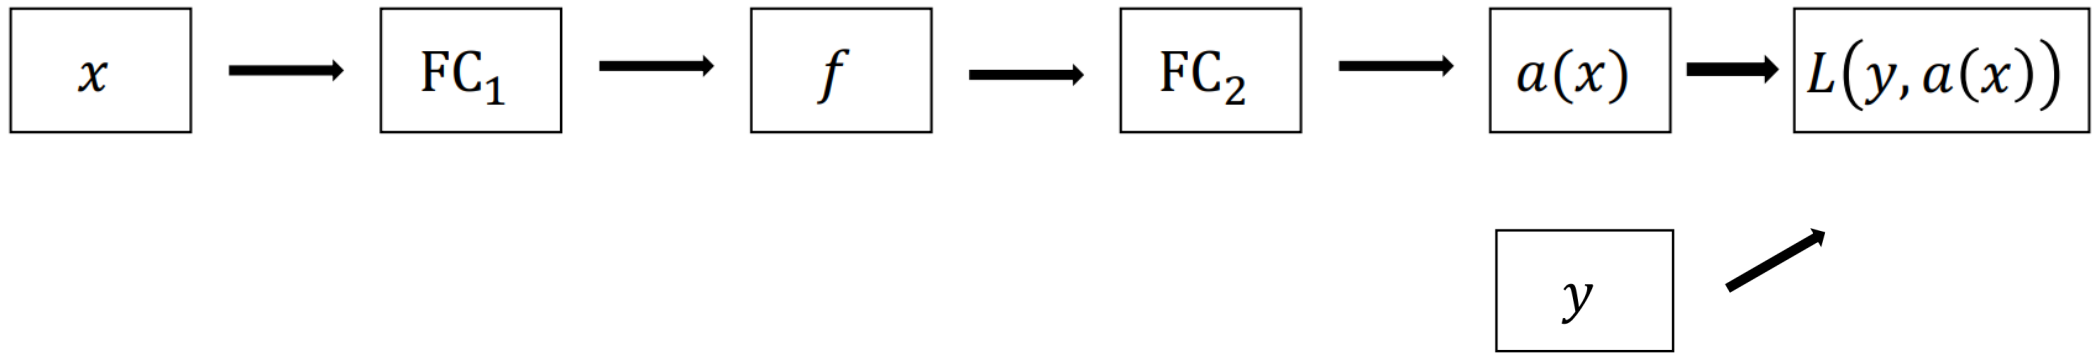 x FC₁ f FC₂ a(x) L(y, a(x))
y